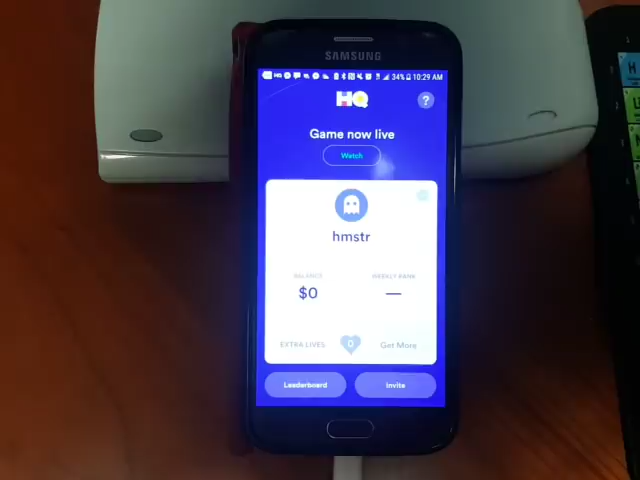 SAMSUNG
HQ 34% 10:29 AM
HQ ?
Game now live
Watch
hmstr
BALANCE WEEKLY RANK
$0 —
EXTRA LIVES 0 Get More
Leaderboard Invite
H